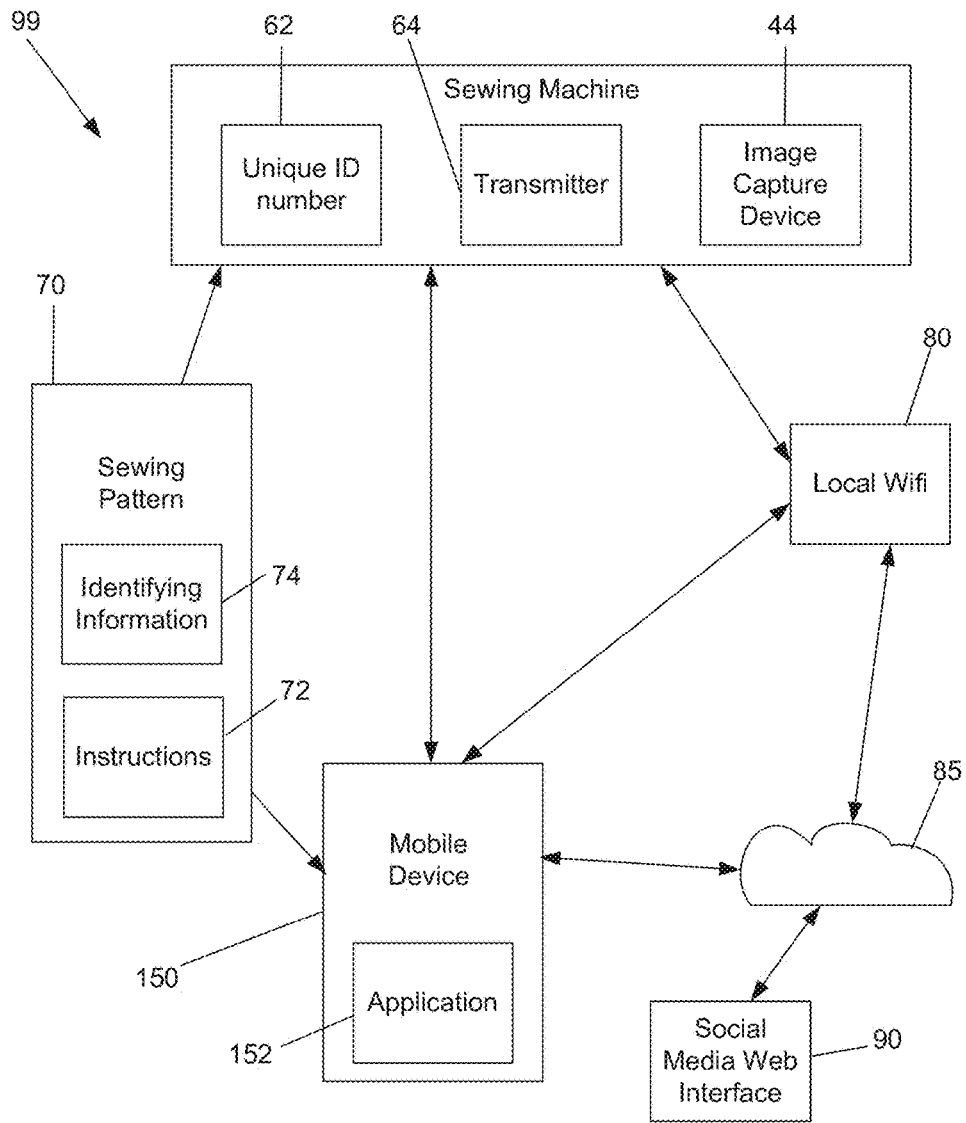 99
62
64
44
Sewing Machine
Unique ID
number
Transmitter
Image
Capture
Device
70
80
Sewing
Pattern
Local Wifi
Identifying
Information
74
72
Instructions
85
Mobile
Device
150
Application
152
Social
Media Web
Interface
90